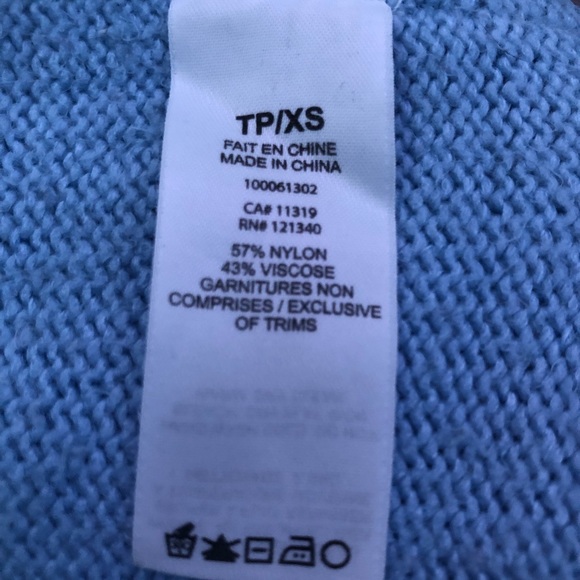 TP/XS
FAIT EN CHINE
MADE IN CHINA
100061302
CA# 11319
RN# 121340
57% NYLON
43% VISCOSE
GARNITURES NON
COMPRISES / EXCLUSIVE
OF TRIMS